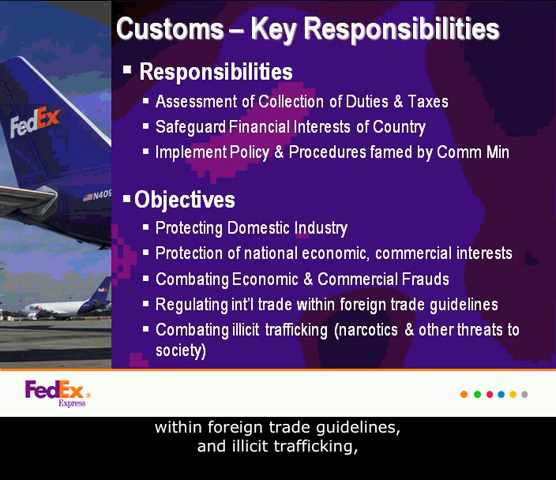 Customs – Key Responsibilities
Responsibilities
Assessment of Collection of Duties & Taxes
Safeguard Financial Interests of Country
Implement Policy & Procedures famed by Comm Min
Objectives
Protecting Domestic Industry
Protection of national economic, commercial interests
Combating Economic & Commercial Frauds
Regulating int'l trade within foreign trade guidelines
Combating illicit trafficking (narcotics & other threats to
society)
FedEx
N409
FedEx
Express
within foreign trade guidelines,
and illicit trafficking,